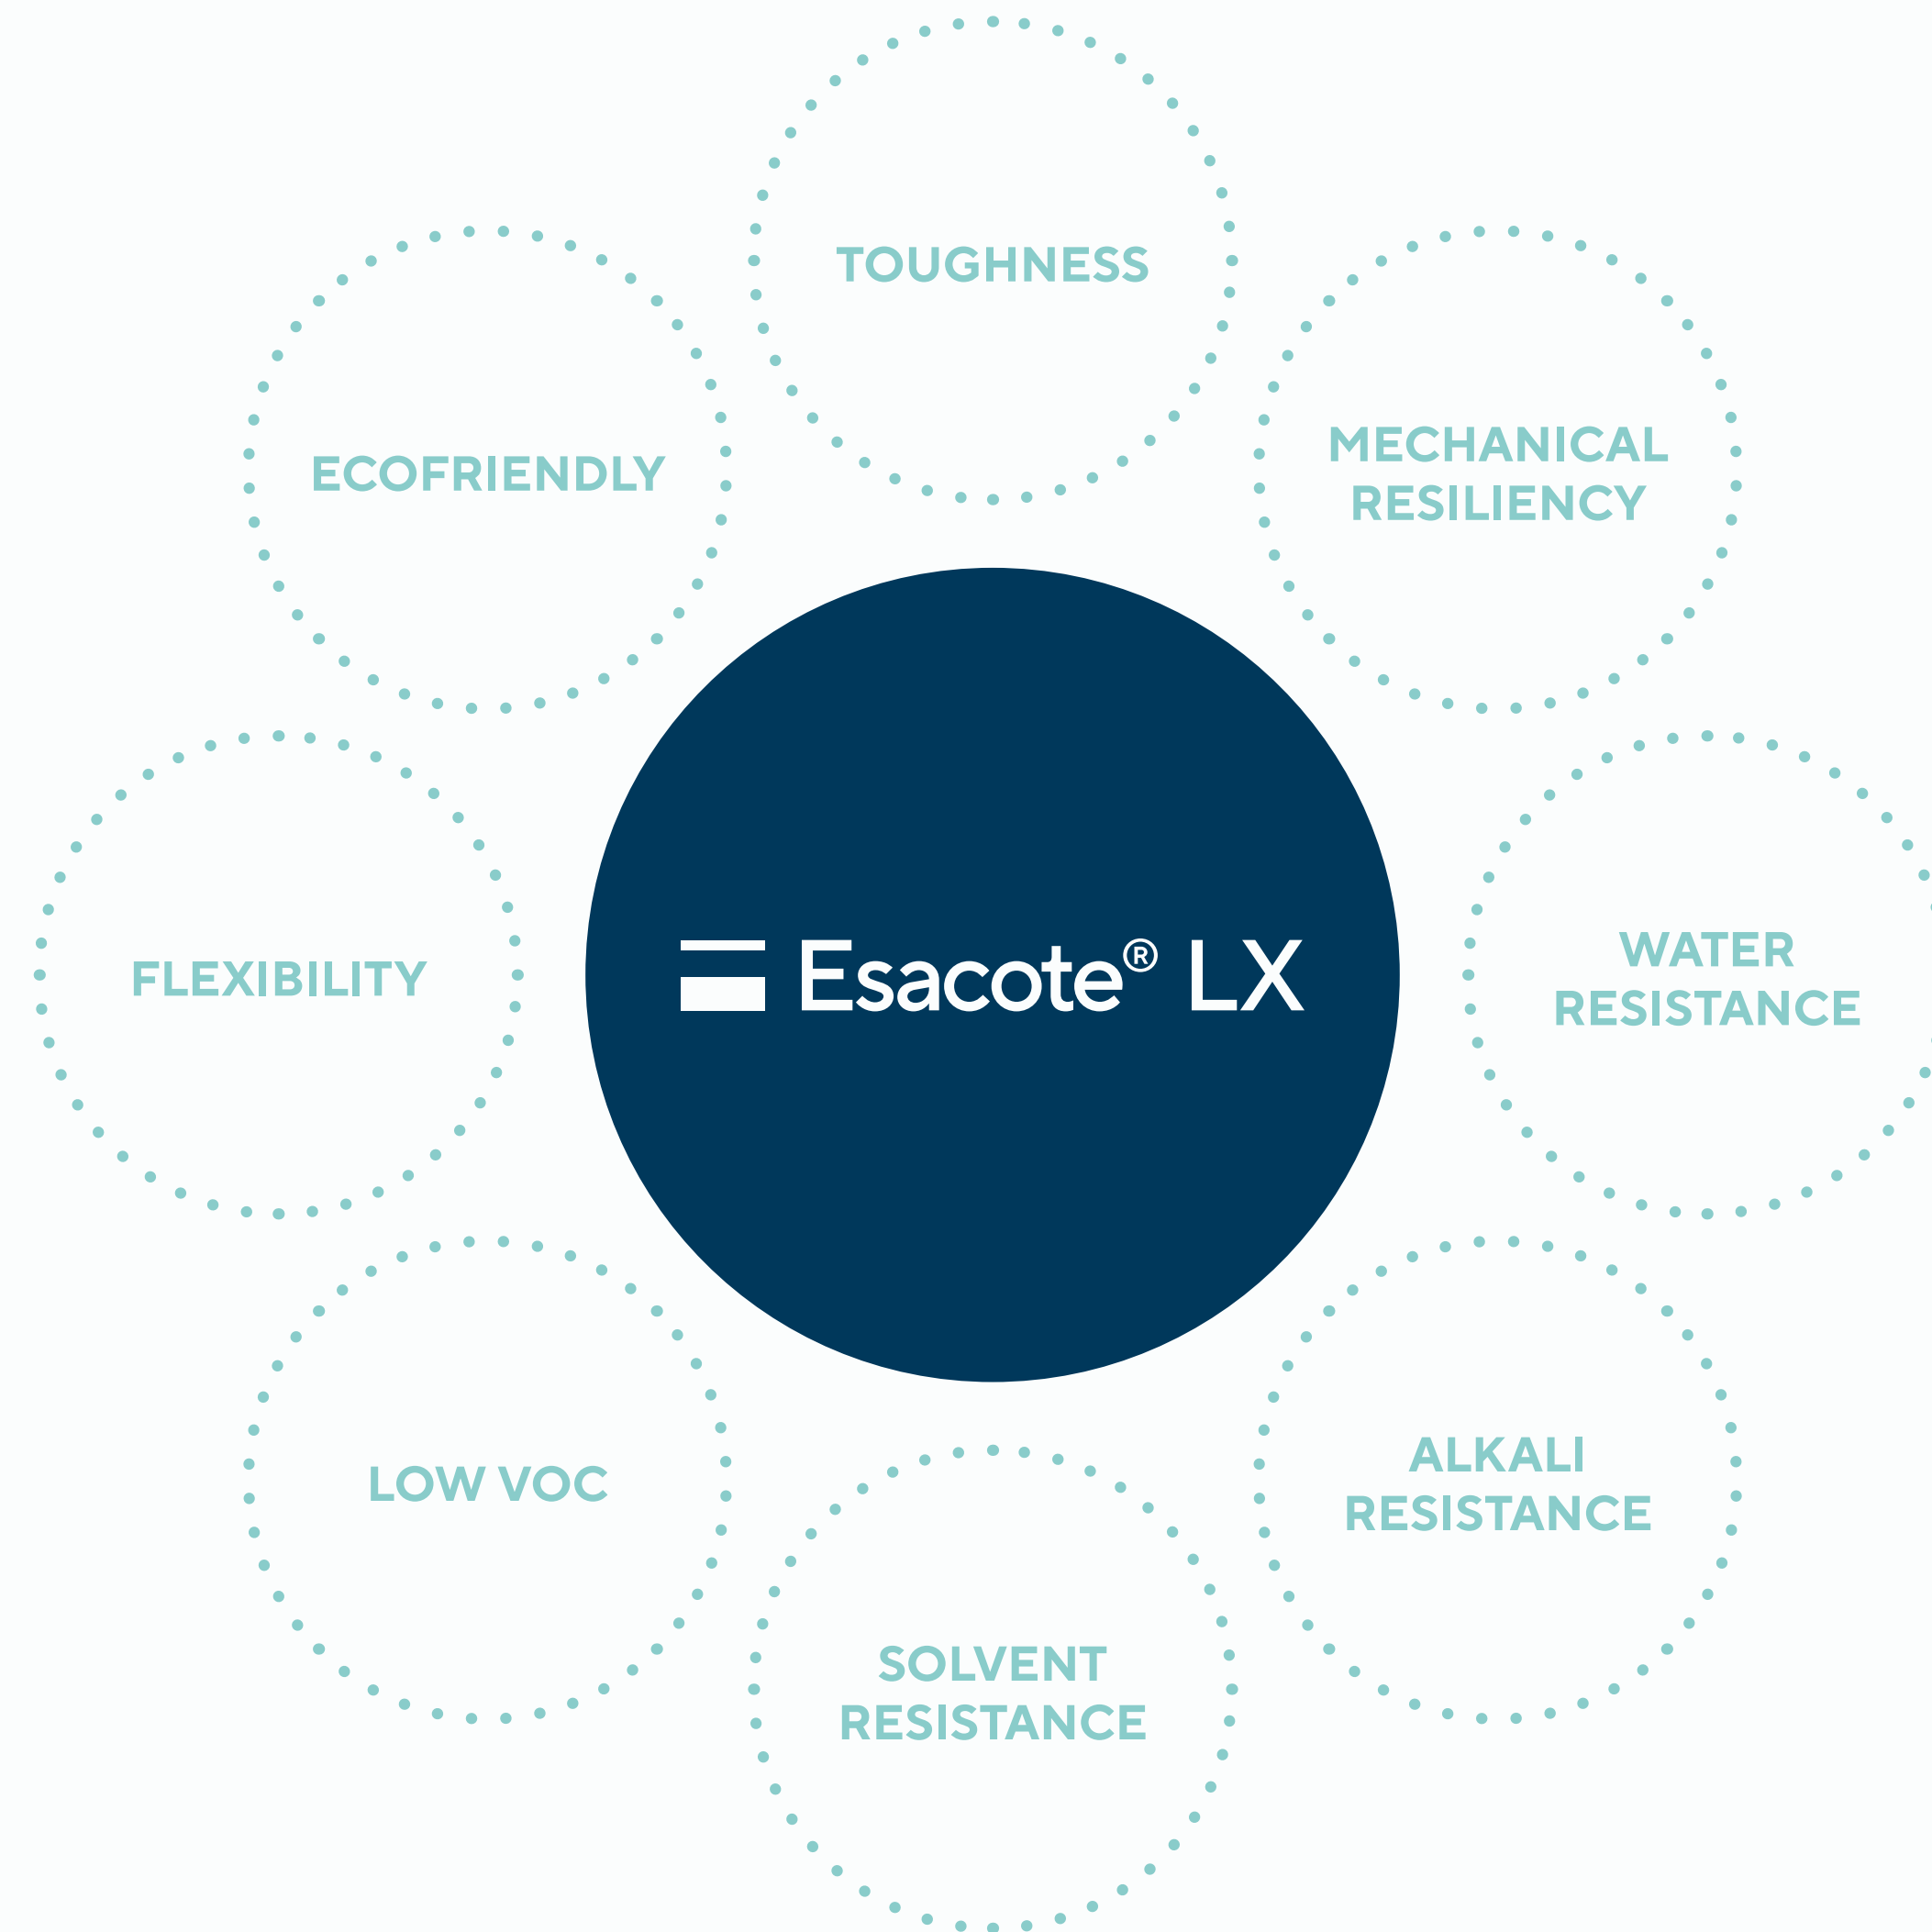 TOUGHNESS
ECOFRIENDLY
MECHANICAL
RESILIENCY
FLEXIBILITY
Esacote® LX
WATER
RESISTANCE
LOW VOC
ALKALI
RESISTANCE
SOLVENT
RESISTANCE